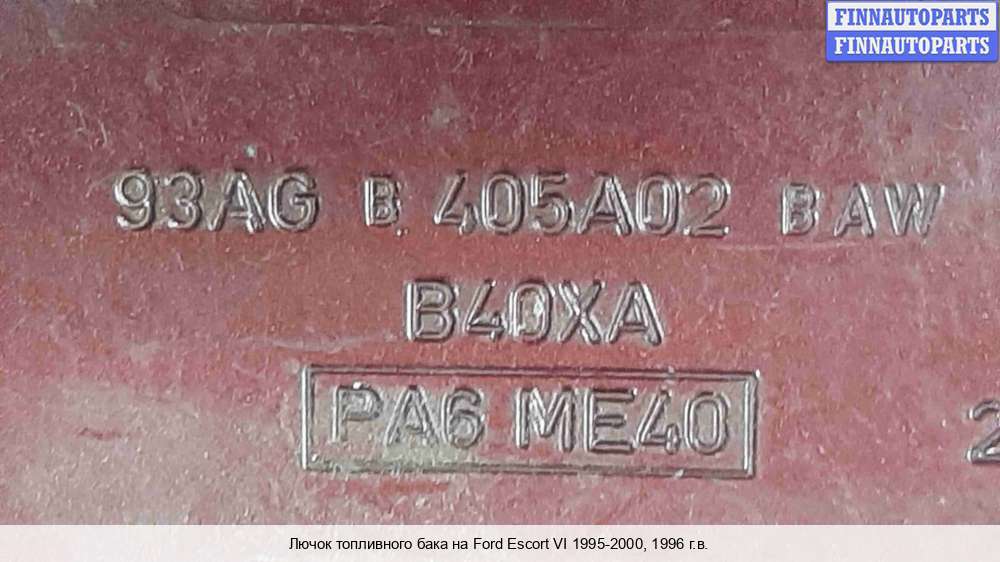 FINNAUTOPARTS
FINNAUTOPARTS
93AG B 405A02 BAW
B40XA
PA6 ME40
2
Лючок топливного бака на Ford Escort VI 1995-2000, 1996 г.в.